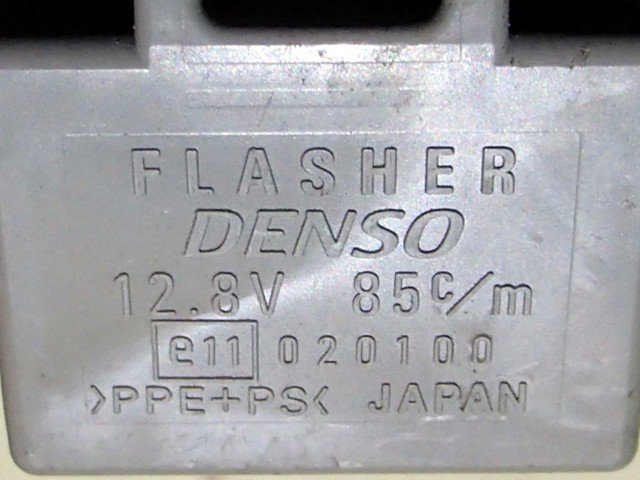 FLASHER
DENSO
12.8V 85c/m
e11 020100
>PPE+PS< JAPAN